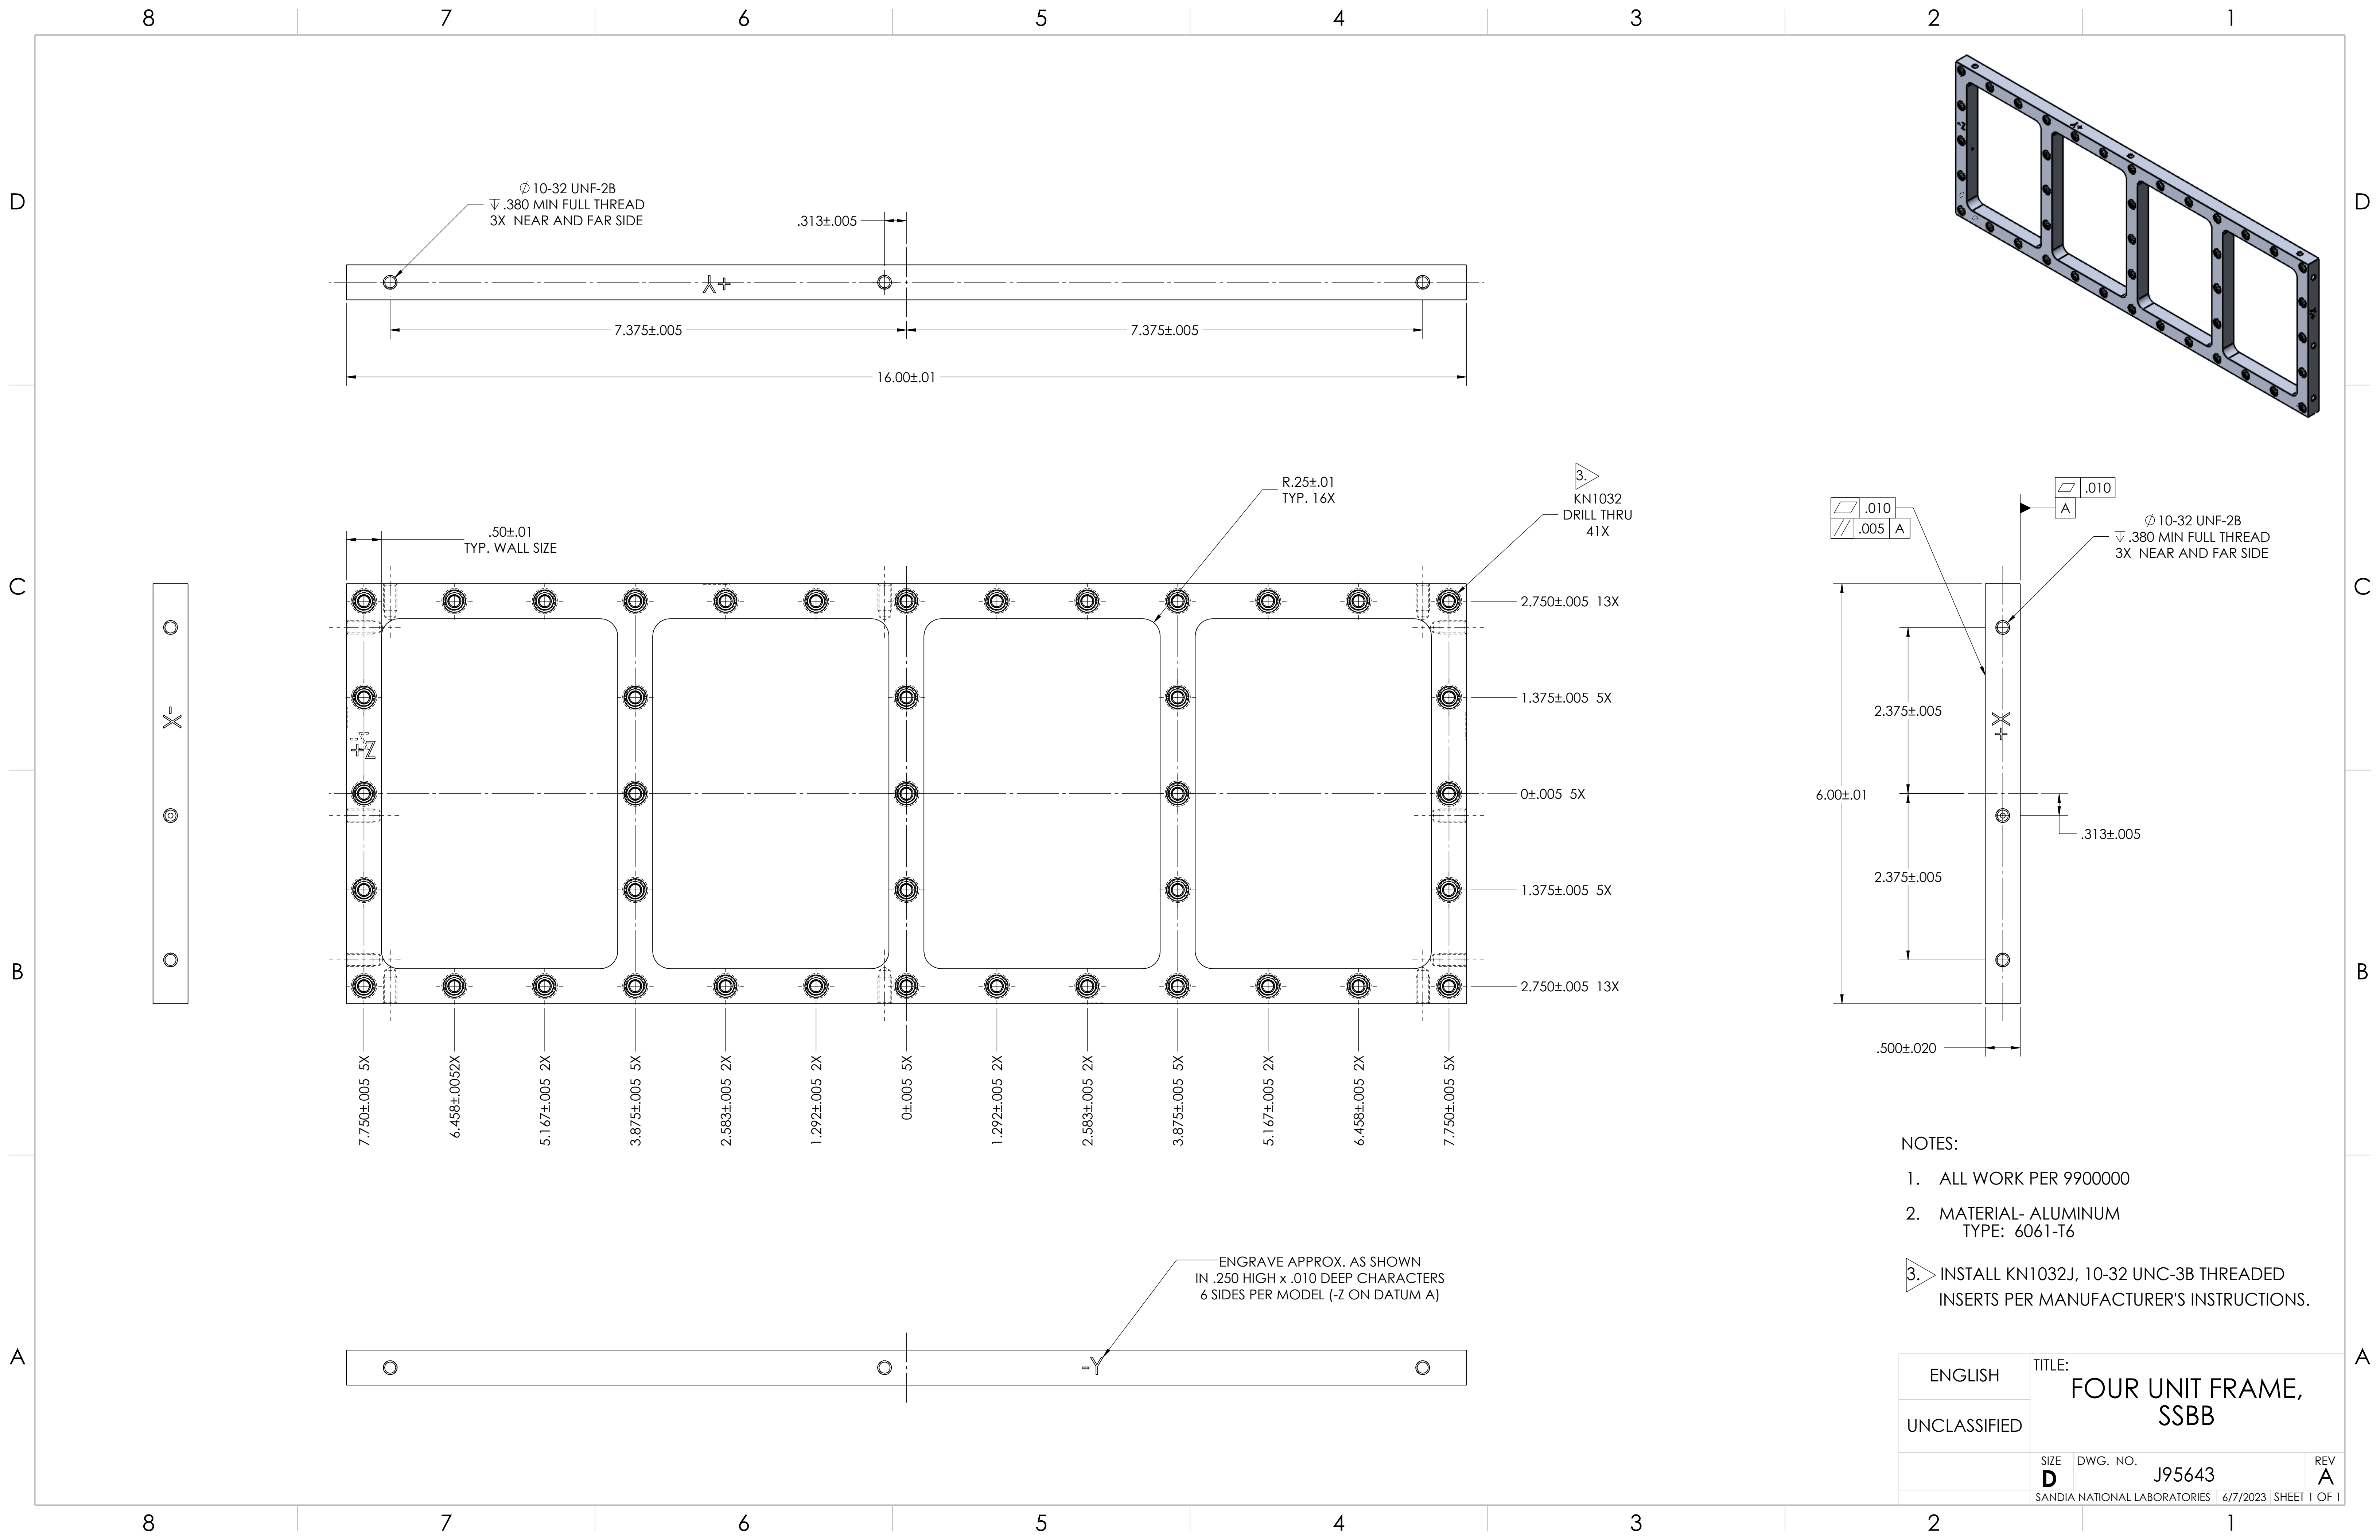 8 7 6 5 4 3 2 1
D D
C C
B B
A A
∅ 10-32 UNF-2B
↧ .380 MIN FULL THREAD
3X NEAR AND FAR SIDE
.313±.005
+Y
7.375±.005 7.375±.005
16.00±.01
R.25±.01
TYP. 16X
3.
KN1032
DRILL THRU
41X
.50±.01
TYP. WALL SIZE
2.750±.005 13X
1.375±.005 5X
0±.005 5X
1.375±.005 5X
2.750±.005 13X
-X
+Z
7.750±.005 5X
6.458±.0052X
5.167±.005 2X
3.875±.005 5X
2.583±.005 2X
1.292±.005 2X
0±.005 5X
1.292±.005 2X
2.583±.005 2X
3.875±.005 5X
5.167±.005 2X
6.458±.005 2X
7.750±.005 5X
⏥ .010
// .005 A
⏥ .010
A
∅ 10-32 UNF-2B
↧ .380 MIN FULL THREAD
3X NEAR AND FAR SIDE
2.375±.005
+X
6.00±.01
.313±.005
2.375±.005
.500±.020
ENGRAVE APPROX. AS SHOWN
IN .250 HIGH x .010 DEEP CHARACTERS
6 SIDES PER MODEL (-Z ON DATUM A)
-Y
NOTES:
1. ALL WORK PER 9900000
2. MATERIAL- ALUMINUM
TYPE: 6061-T6
3. INSTALL KN1032J, 10-32 UNC-3B THREADED
INSERTS PER MANUFACTURER'S INSTRUCTIONS.
ENGLISH
UNCLASSIFIED
TITLE:
FOUR UNIT FRAME,
SSBB
SIZE DWG. NO. REV
D J95643 A
SANDIA NATIONAL LABORATORIES 6/7/2023 SHEET 1 OF 1
8 7 6 5 4 3 2 1